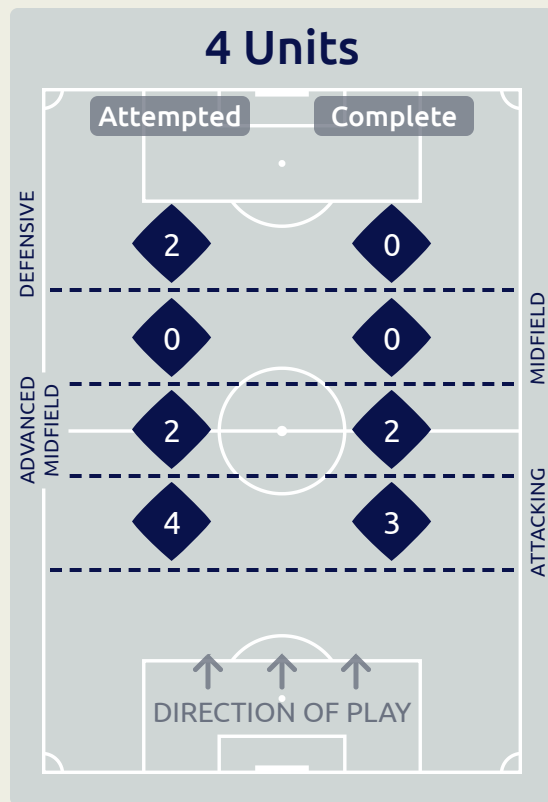 4 Units
Attempted Complete
DEFENSIVE
2 0
MIDFIELD
0 0
ADVANCED
MIDFIELD
2 2
ATTACKING
4 3
DIRECTION OF PLAY